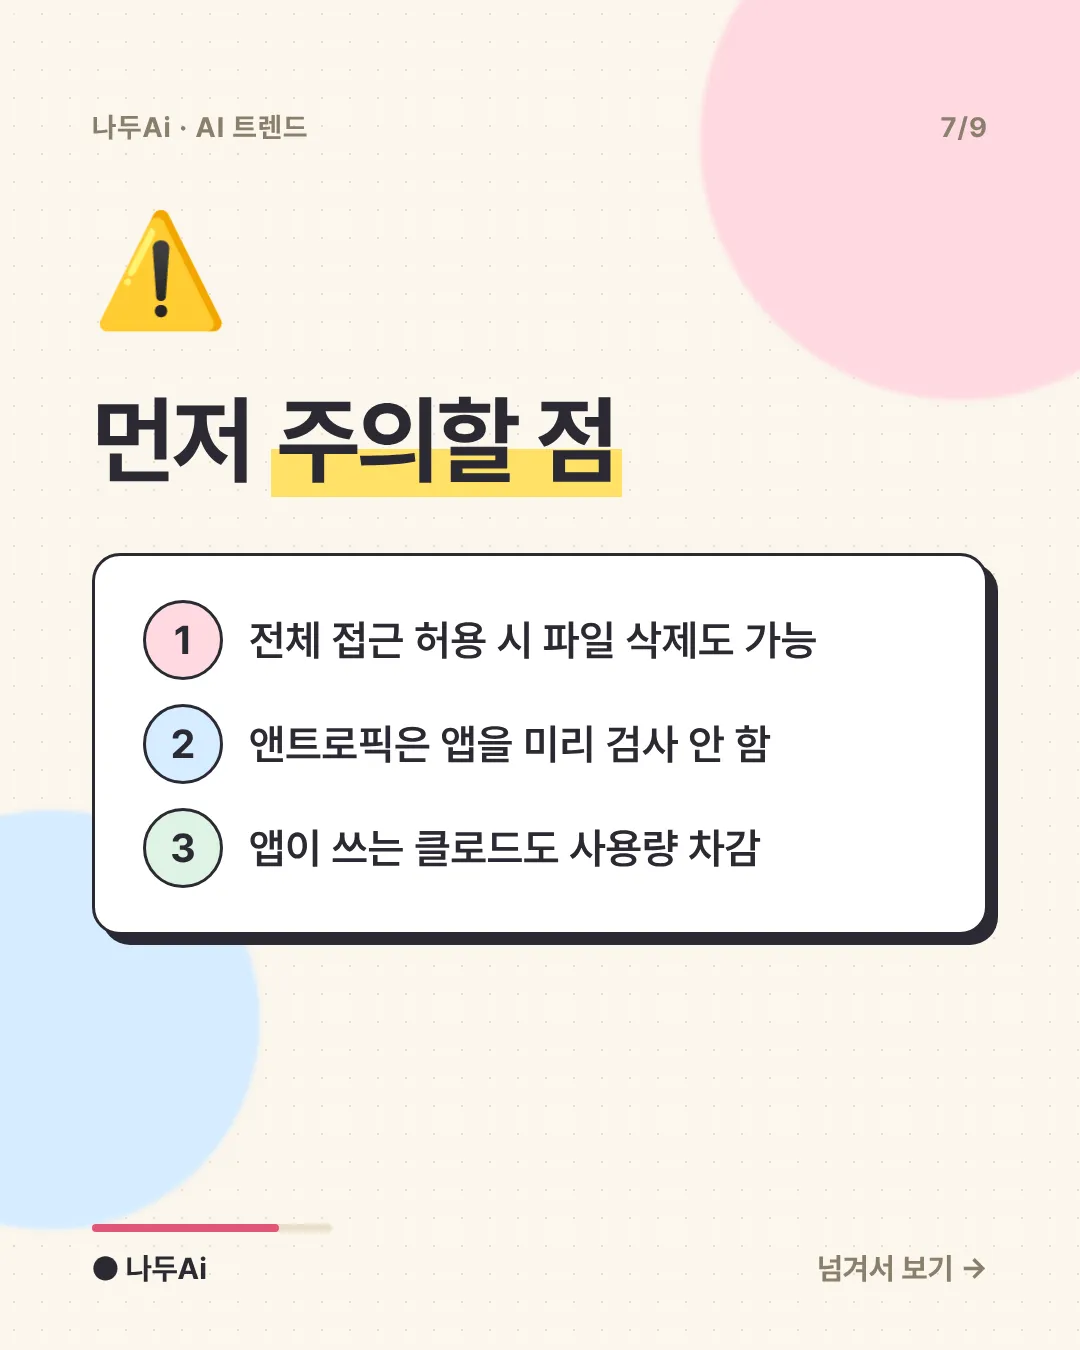 나두Ai · AI 트렌드
7/9
먼저 주의할 점
1 전체 접근 허용 시 파일 삭제도 가능
2 앤트로픽은 앱을 미리 검사 안 함
3 앱이 쓰는 클로드도 사용량 차감
나두Ai
넘겨서 보기 →